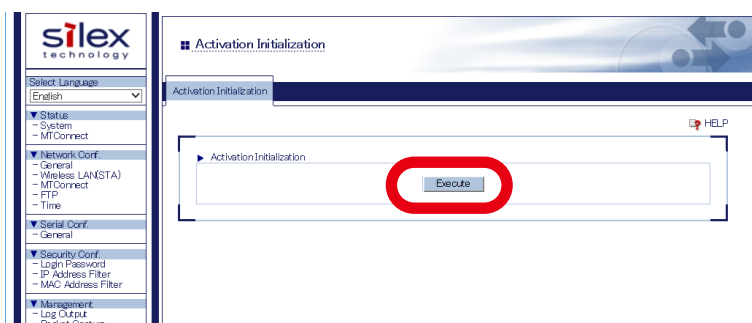 silex
technology
Select Language
English
▼ Status
- System
- MTConnect
▼ Network Conf.
- General
- Wireless LAN(STA)
- MTConnect
- FTP
- Time
▼ Serial Conf.
- General
▼ Security Conf.
- Login Password
- IP Address Filter
- MAC Address Filter
▼ Management
- Log Output
- Packet Capture
Activation Initialization
Activation Initialization
HELP
Activation Initialization
Execute